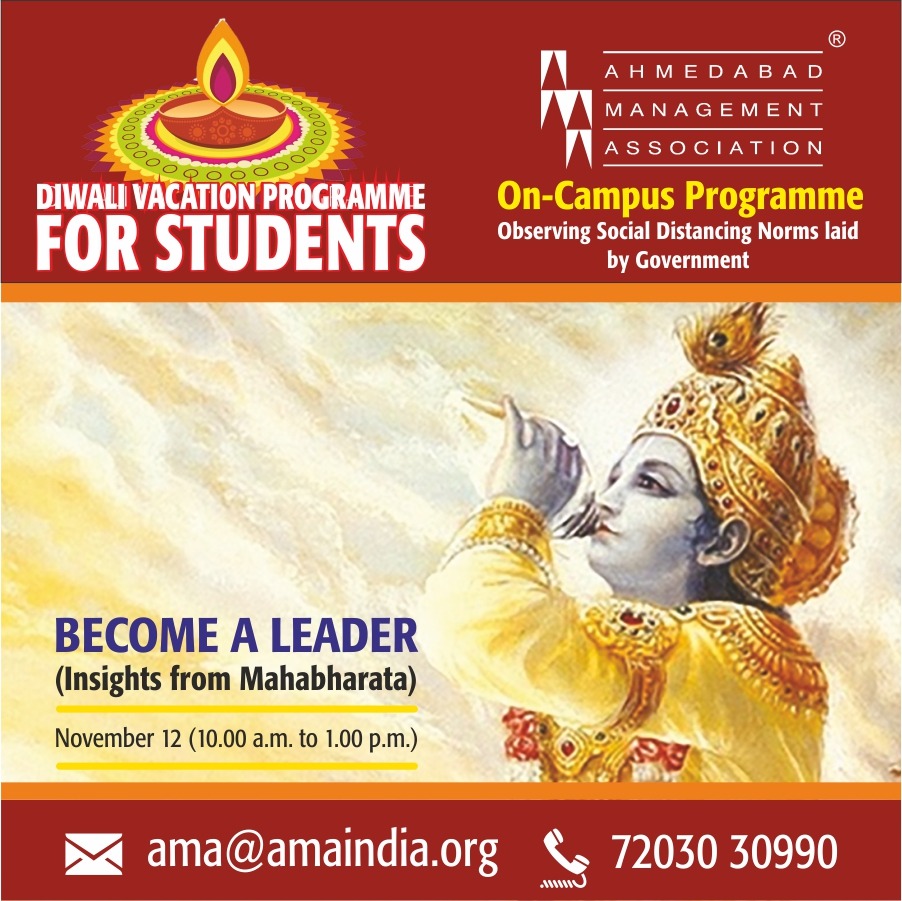 DIWALI VACATION PROGRAMME
FOR STUDENTS
®
AHMEDABAD
MANAGEMENT
ASSOCIATION
On-Campus Programme
Observing Social Distancing Norms laid
by Government
BECOME A LEADER
(Insights from Mahabharata)
November 12 (10.00 a.m. to 1.00 p.m.)
ama@amaindia.org
72030 30990